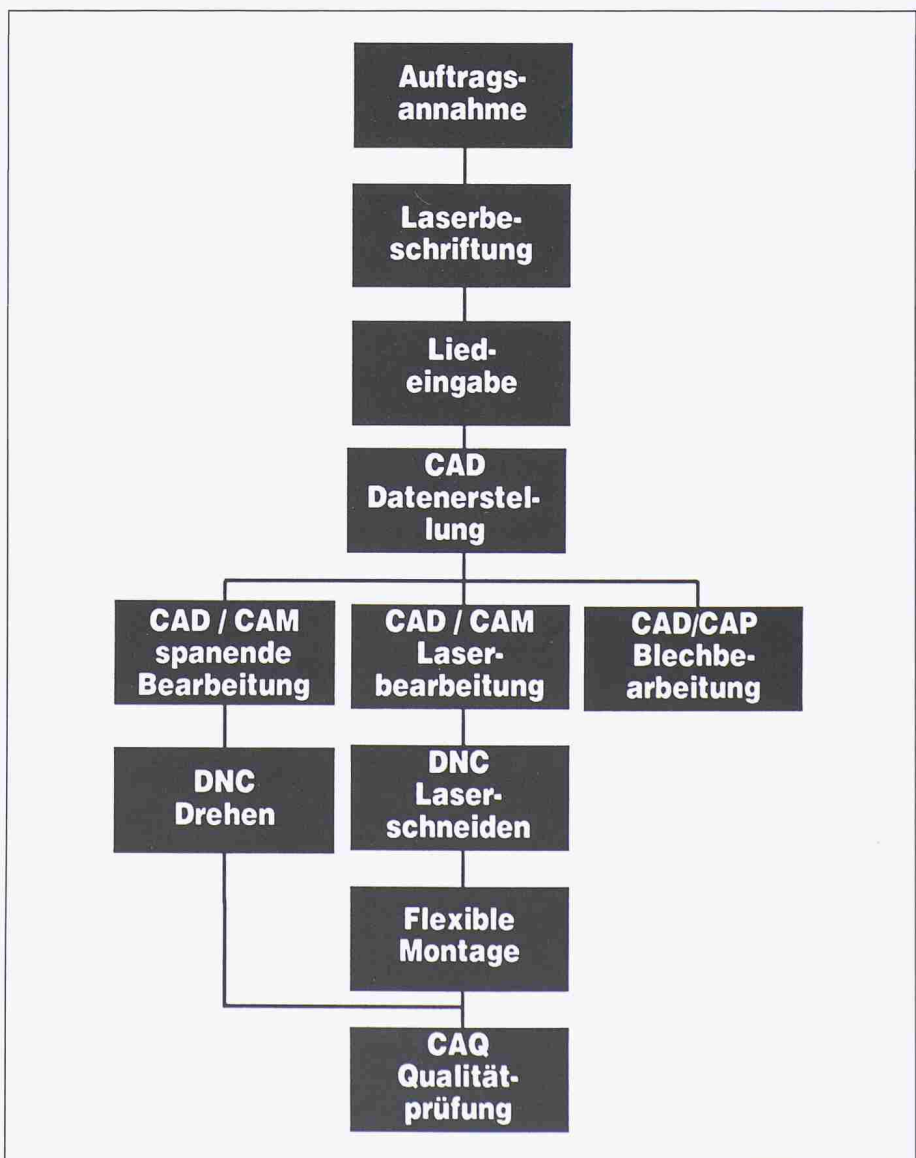 Auftrags-
annahme
Laserbe-
schriftung
Lied-
eingabe
CAD
Datenerstel-
lung
CAD / CAM
spanende
Bearbeitung
CAD / CAM
Laser-
bearbeitung
CAD/CAP
Blechbe-
arbeitung
DNC
Drehen
DNC
Laser-
schneiden
Flexible
Montage
CAQ
Qualität-
prüfung